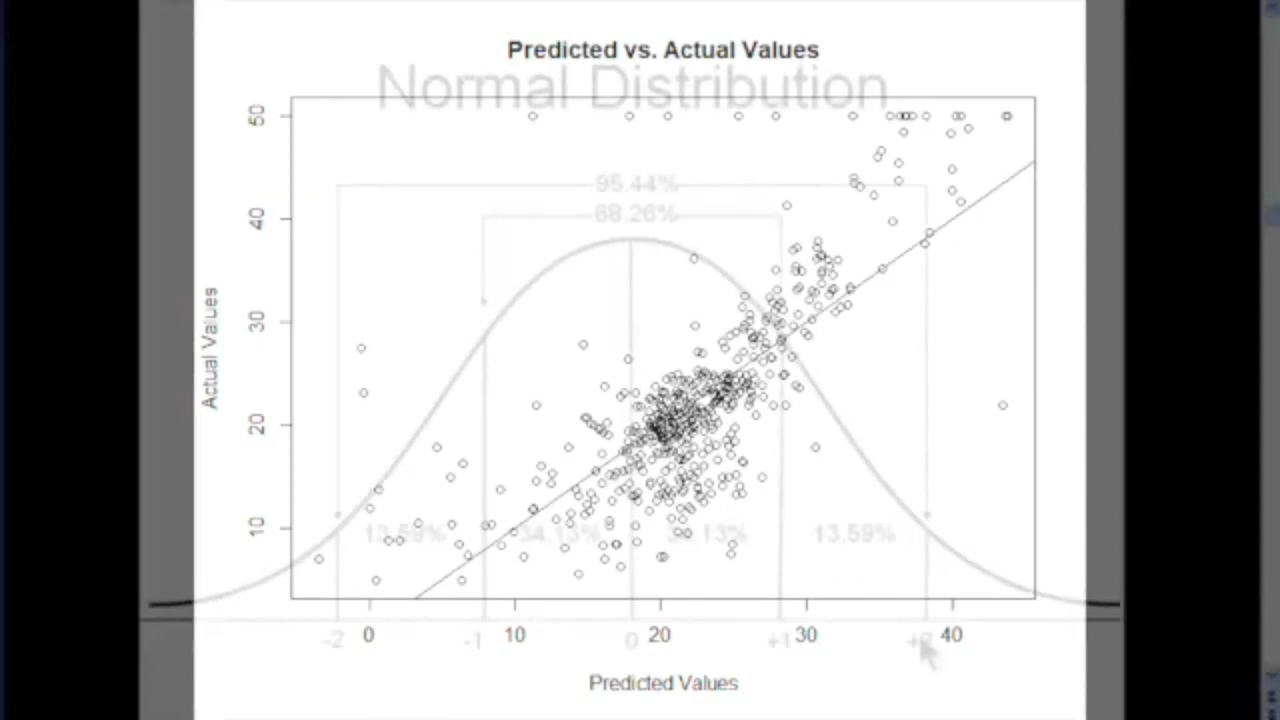 Predicted vs. Actual Values
Normal Distribution
50
95.44%
68.26%
40
30
20
10
Actual Values
13.59% 34.13% 34.13% 13.59%
0 10 20 30 40
-2 -1 0 +1 +2
Predicted Values